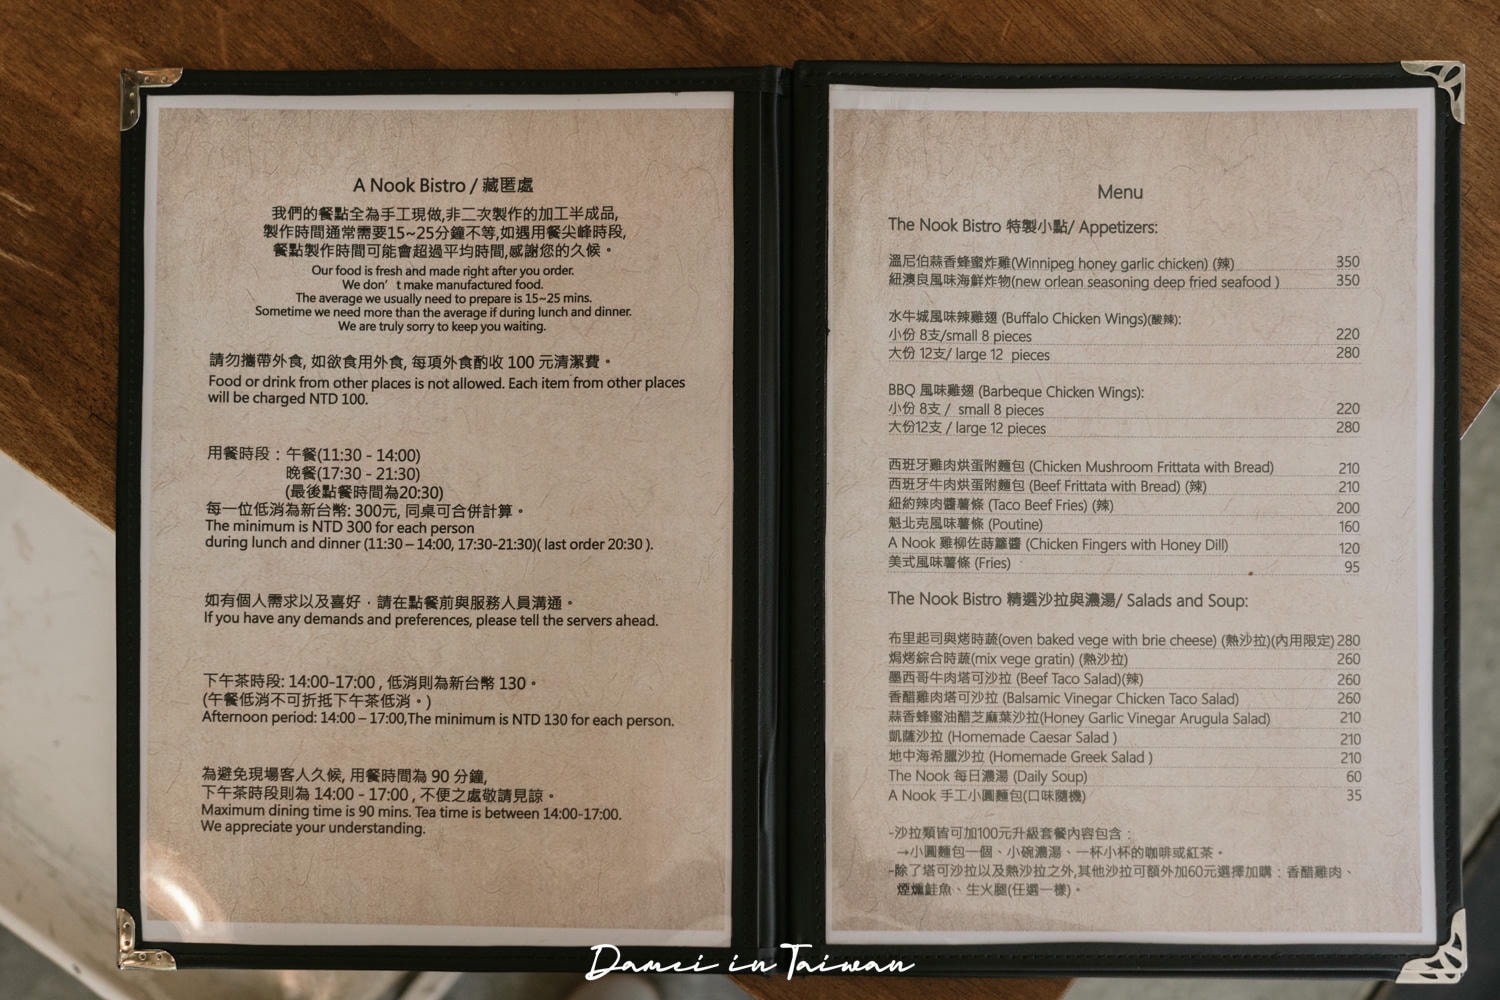 A Nook Bistro / 藏匿處
我們的餐點全為手工現做,非二次製作的加工半成品,
製作時間通常需要15~25分鐘不等,如遇用餐尖峰時段,
餐點製作時間可能會超過平均時間,感謝您的久候。
Our food is fresh and made right after you order.
We don' t make manufactured food.
The average we usually need to prepare is 15~25 mins.
Sometime we need more than the average if during lunch and dinner.
We are truly sorry to keep you waiting.
請勿攜帶外食, 如欲食用外食, 每項外食酌收 100 元清潔費。
Food or drink from other places is not allowed. Each item from other places
will be charged NTD 100.
用餐時段：午餐(11:30 - 14:00)
晚餐(17:30 - 21:30)
(最後點餐時間為20:30)
每一位低消為新台幣: 300元, 同桌可合併計算。
The minimum is NTD 300 for each person
during lunch and dinner (11:30 – 14:00, 17:30-21:30)( last order 20:30 ).
如有個人需求以及喜好，請在點餐前與服務人員溝通。
If you have any demands and preferences, please tell the servers ahead.
下午茶時段: 14:00-17:00 , 低消則為新台幣 130。
(午餐低消不可折抵下午茶低消。)
Afternoon period: 14:00 – 17:00,The minimum is NTD 130 for each person.
為避免現場客人久候, 用餐時間為 90 分鐘,
下午茶時段則為 14:00 - 17:00 , 不便之處敬請見諒。
Maximum dining time is 90 mins. Tea time is between 14:00-17:00.
We appreciate your understanding.
Menu
The Nook Bistro 特製小點/ Appetizers:
溫尼伯蒜香蜂蜜炸雞(Winnipeg honey garlic chicken) (辣) 350
紐澳良風味海鮮炸物(new orlean seasoning deep fried seafood ) 350
水牛城風味辣雞翅 (Buffalo Chicken Wings)(酸辣):
小份 8支/small 8 pieces 220
大份 12支/ large 12 pieces 280
BBQ 風味雞翅 (Barbeque Chicken Wings):
小份 8支 / small 8 pieces 220
大份12支 / large 12 pieces 280
西班牙雞肉烘蛋附麵包 (Chicken Mushroom Frittata with Bread) 210
西班牙牛肉烘蛋附麵包 (Beef Frittata with Bread) (辣) 210
紐約辣肉醬薯條 (Taco Beef Fries) (辣) 200
魁北克風味薯條 (Poutine) 160
A Nook 雞柳佐蒔蘿醬 (Chicken Fingers with Honey Dill) 120
美式風味薯條 (Fries) 95
The Nook Bistro 精選沙拉與濃湯/ Salads and Soup:
布里起司與烤時蔬(oven baked vege with brie cheese) (熱沙拉)(內用限定) 280
焗烤綜合時蔬(mix vege gratin) (熱沙拉) 260
墨西哥牛肉塔可沙拉 (Beef Taco Salad)(辣) 260
香醋雞肉塔可沙拉 (Balsamic Vinegar Chicken Taco Salad) 260
蒜香蜂蜜油醋芝麻葉沙拉(Honey Garlic Vinegar Arugula Salad) 210
凱薩沙拉 (Homemade Caesar Salad ) 210
地中海希臘沙拉 (Homemade Greek Salad ) 210
The Nook 每日濃湯 (Daily Soup) 60
A Nook 手工小圓麵包(口味隨機) 35
-沙拉類皆可加100元升級套餐內容包含：
→小圓麵包一個、小碗濃湯、一杯小杯的咖啡或紅茶。
-除了塔可沙拉以及熱沙拉之外,其他沙拉可額外加60元選擇加購：香醋雞肉、
煙燻鮭魚、生火腿(任選一樣)。
Damei in Taiwan